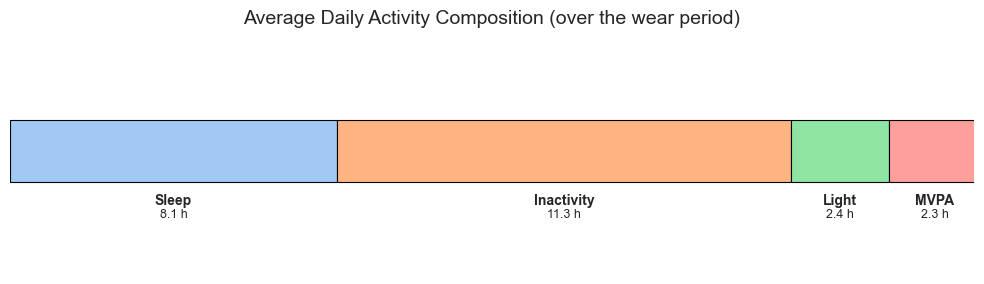 Average Daily Activity Composition (over the wear period)
Sleep
8.1 h
Inactivity
11.3 h
Light
2.4 h
MVPA
2.3 h